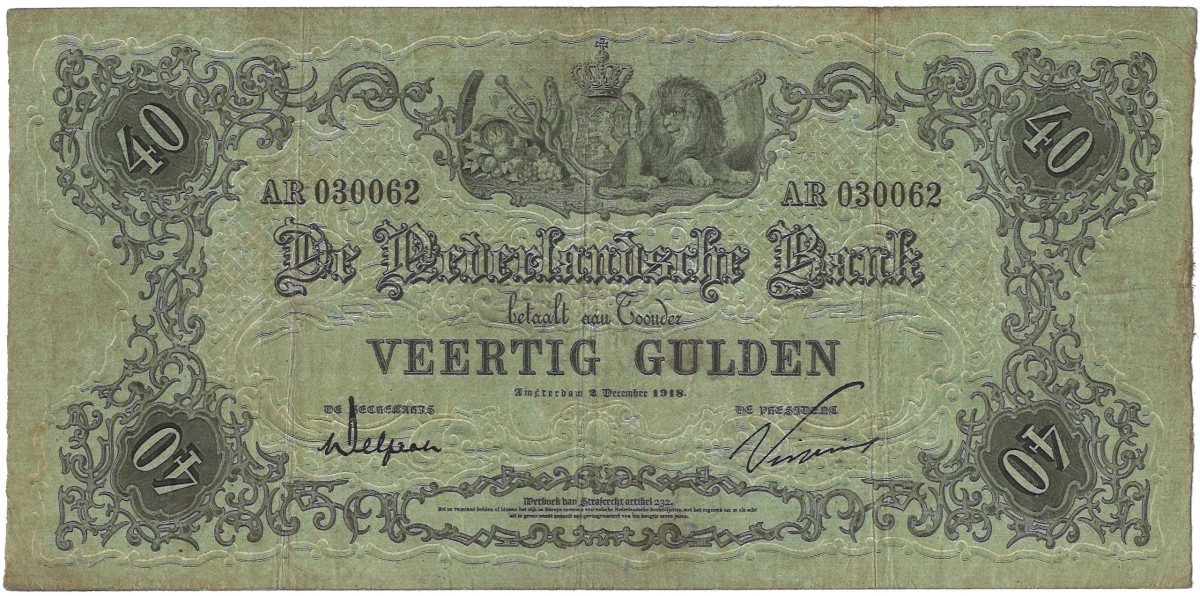 40
40
AR 030062
AR 030062
De Nederlandsche Bank
betaalt aan Toonder
VEERTIG GULDEN
Amsterdam 2 December 1918.
DE SECRETARIS
DE PRESIDENT
40
40
Wetboek van Strafrecht artikel 232.